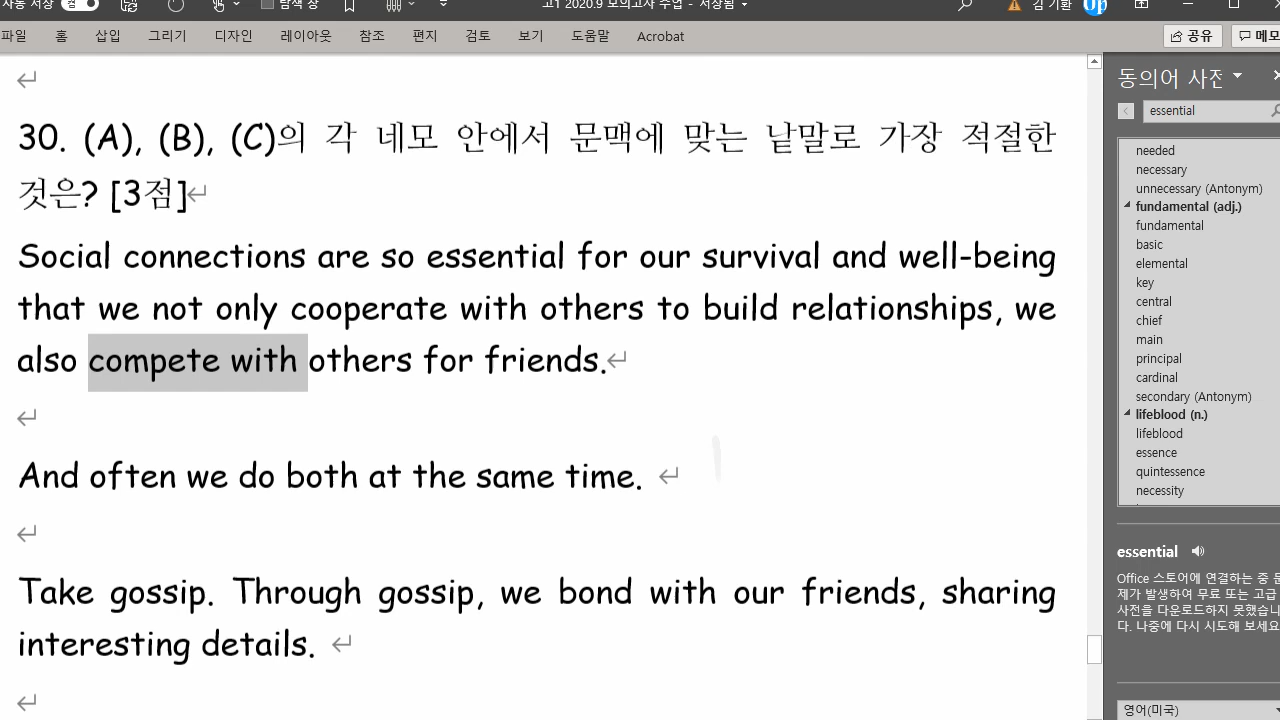 자동 저장
탐색 창
고1 2020.9 모의고사 수업 - 저장됨
김 기환
파일 홈 삽입 그리기 디자인 레이아웃 참조 편지 검토 보기 도움말 Acrobat
공유
메모
30. (A), (B), (C)의 각 네모 안에서 문맥에 맞는 낱말로 가장 적절한
것은? [3점]
Social connections are so essential for our survival and well-being
that we not only cooperate with others to build relationships, we
also compete with others for friends.
And often we do both at the same time.
Take gossip. Through gossip, we bond with our friends, sharing
interesting details.
동의어 사전
essential
needed
necessary
unnecessary (Antonym)
fundamental (adj.)
fundamental
basic
elemental
key
central
chief
main
principal
cardinal
secondary (Antonym)
lifeblood (n.)
lifeblood
essence
quintessence
necessity
essential
Office 스토어에 연결하는 중 문
제가 발생하여 무료 또는 고급
사전을 다운로드하지 못했습니
다. 나중에 다시 시도해 보세요
영어(미국)